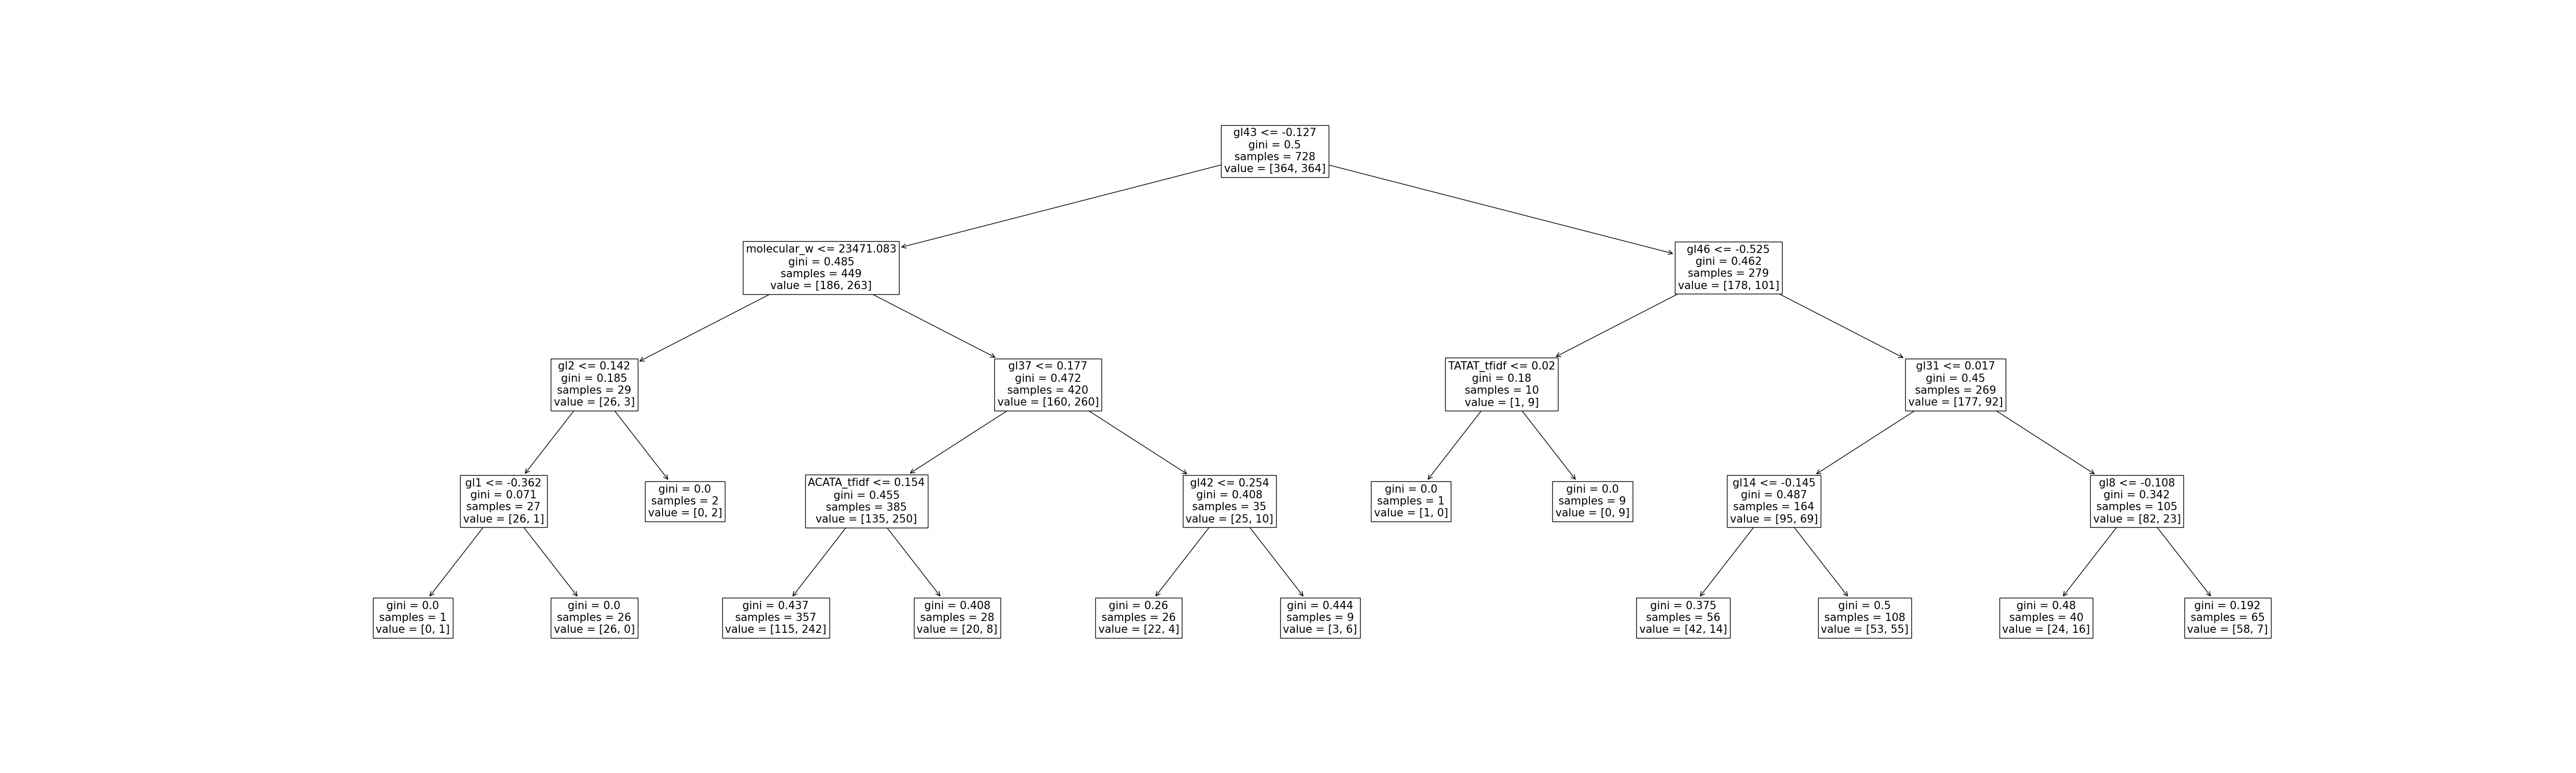 gl43 <= -0.127
gini = 0.5
samples = 728
value = [364, 364]
molecular_w <= 23471.083
gini = 0.485
samples = 449
value = [186, 263]
gl46 <= -0.525
gini = 0.462
samples = 279
value = [178, 101]
gl2 <= 0.142
gini = 0.185
samples = 29
value = [26, 3]
gl37 <= 0.177
gini = 0.472
samples = 420
value = [160, 260]
TATAT_tfidf <= 0.02
gini = 0.18
samples = 10
value = [1, 9]
gl31 <= 0.017
gini = 0.45
samples = 269
value = [177, 92]
gl1 <= -0.362
gini = 0.071
samples = 27
value = [26, 1]
gini = 0.0
samples = 2
value = [0, 2]
ACATA_tfidf <= 0.154
gini = 0.455
samples = 385
value = [135, 250]
gl42 <= 0.254
gini = 0.408
samples = 35
value = [25, 10]
gini = 0.0
samples = 1
value = [1, 0]
gini = 0.0
samples = 9
value = [0, 9]
gl14 <= -0.145
gini = 0.487
samples = 164
value = [95, 69]
gl8 <= -0.108
gini = 0.342
samples = 105
value = [82, 23]
gini = 0.0
samples = 1
value = [0, 1]
gini = 0.0
samples = 26
value = [26, 0]
gini = 0.437
samples = 357
value = [115, 242]
gini = 0.408
samples = 28
value = [20, 8]
gini = 0.26
samples = 26
value = [22, 4]
gini = 0.444
samples = 9
value = [3, 6]
gini = 0.375
samples = 56
value = [42, 14]
gini = 0.5
samples = 108
value = [53, 55]
gini = 0.48
samples = 40
value = [24, 16]
gini = 0.192
samples = 65
value = [58, 7]